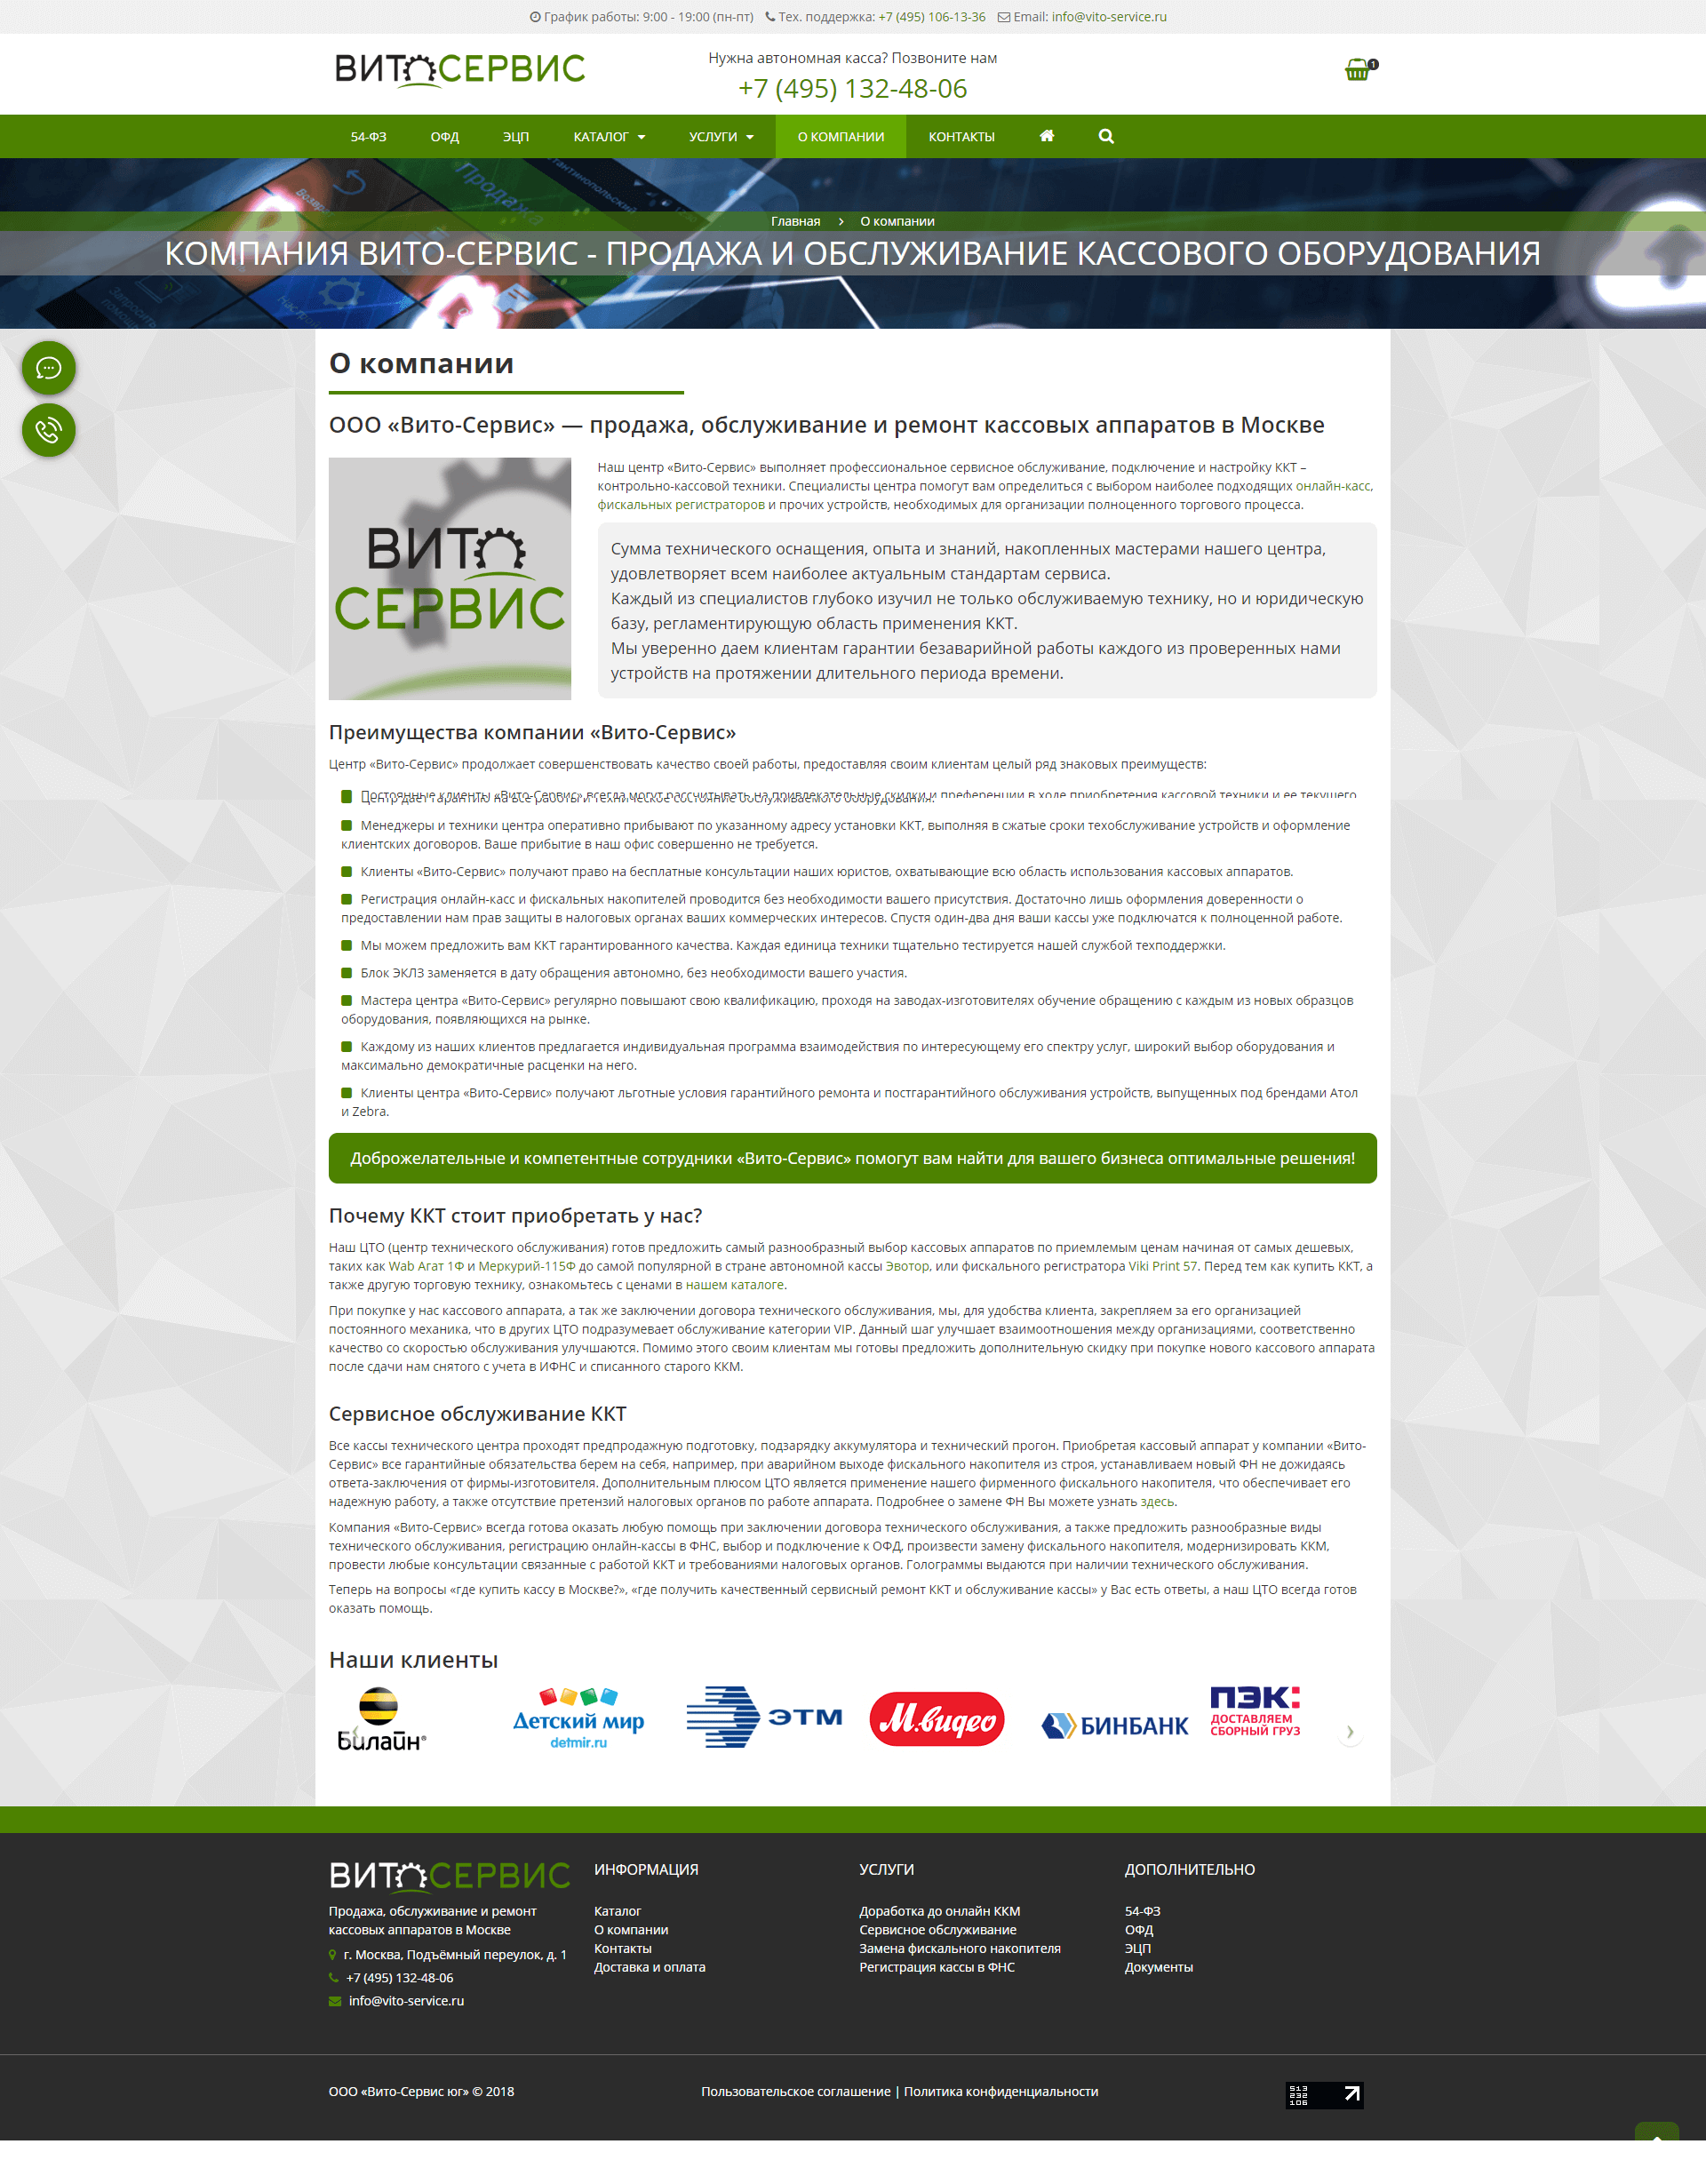 График работы: 9:00 - 19:00 (пн-пт) Тех. поддержка: +7 (495) 106-13-36 Email: info@vito-service.ru
ВИТО СЕРВИС
Нужна автономная касса? Позвоните нам
+7 (495) 132-48-06
1
54-ФЗ ОФД ЭЦП КАТАЛОГ УСЛУГИ О КОМПАНИИ КОНТАКТЫ
Главная › О компании
КОМПАНИЯ ВИТО-СЕРВИС - ПРОДАЖА И ОБСЛУЖИВАНИЕ КАССОВОГО ОБОРУДОВАНИЯ
О компании
ООО «Вито-Сервис» — продажа, обслуживание и ремонт кассовых аппаратов в Москве
ВИТО
СЕРВИС
Наш центр «Вито-Сервис» выполняет профессиональное сервисное обслуживание, подключение и настройку ККТ –
контрольно-кассовой техники. Специалисты центра помогут вам определиться с выбором наиболее подходящих онлайн-касс,
фискальных регистраторов и прочих устройств, необходимых для организации полноценного торгового процесса.
Сумма технического оснащения, опыта и знаний, накопленных мастерами нашего центра,
удовлетворяет всем наиболее актуальным стандартам сервиса.
Каждый из специалистов глубоко изучил не только обслуживаемую технику, но и юридическую
базу, регламентирующую область применения ККТ.
Мы уверенно даем клиентам гарантии безаварийной работы каждого из проверенных нами
устройств на протяжении длительного периода времени.
Преимущества компании «Вито-Сервис»
Центр «Вито-Сервис» продолжает совершенствовать качество своей работы, предоставляя своим клиентам целый ряд знаковых преимуществ:
Постоянные клиенты «Вито-Сервис» всегда могут рассчитывать на привлекательные скидки и преференции в ходе приобретения кассовой техники и ее текущего
Центр дает гарантию на все работы и техническое состояние обслуживаемого оборудования.
Менеджеры и техники центра оперативно прибывают по указанному адресу установки ККТ, выполняя в сжатые сроки техобслуживание устройств и оформление
клиентских договоров. Ваше прибытие в наш офис совершенно не требуется.
Клиенты «Вито-Сервис» получают право на бесплатные консультации наших юристов, охватывающие всю область использования кассовых аппаратов.
Регистрация онлайн-касс и фискальных накопителей проводится без необходимости вашего присутствия. Достаточно лишь оформления доверенности о
предоставлении нам прав защиты в налоговых органах ваших коммерческих интересов. Спустя один-два дня ваши кассы уже подключатся к полноценной работе.
Мы можем предложить вам ККТ гарантированного качества. Каждая единица техники тщательно тестируется нашей службой техподдержки.
Блок ЭКЛЗ заменяется в дату обращения автономно, без необходимости вашего участия.
Мастера центра «Вито-Сервис» регулярно повышают свою квалификацию, проходя на заводах-изготовителях обучение обращению с каждым из новых образцов
оборудования, появляющихся на рынке.
Каждому из наших клиентов предлагается индивидуальная программа взаимодействия по интересующему его спектру услуг, широкий выбор оборудования и
максимально демократичные расценки на него.
Клиенты центра «Вито-Сервис» получают льготные условия гарантийного ремонта и постгарантийного обслуживания устройств, выпущенных под брендами Атол
и Zebra.
Доброжелательные и компетентные сотрудники «Вито-Сервис» помогут вам найти для вашего бизнеса оптимальные решения!
Почему ККТ стоит приобретать у нас?
Наш ЦТО (центр технического обслуживания) готов предложить самый разнообразный выбор кассовых аппаратов по приемлемым ценам начиная от самых дешевых,
таких как Wab Агат 1Ф и Меркурий-115Ф до самой популярной в стране автономной кассы Эвотор, или фискального регистратора Viki Print 57. Перед тем как купить ККТ, а
также другую торговую технику, ознакомьтесь с ценами в нашем каталоге.
При покупке у нас кассового аппарата, а так же заключении договора технического обслуживания, мы, для удобства клиента, закрепляем за его организацией
постоянного механика, что в других ЦТО подразумевает обслуживание категории VIP. Данный шаг улучшает взаимоотношения между организациями, соответственно
качество со скоростью обслуживания улучшаются. Помимо этого своим клиентам мы готовы предложить дополнительную скидку при покупке нового кассового аппарата
после сдачи нам снятого с учета в ИФНС и списанного старого ККМ.
Сервисное обслуживание ККТ
Все кассы технического центра проходят предпродажную подготовку, подзарядку аккумулятора и технический прогон. Приобретая кассовый аппарат у компании «Вито-
Сервис» все гарантийные обязательства берем на себя, например, при аварийном выходе фискального накопителя из строя, устанавливаем новый ФН не дожидаясь
ответа-заключения от фирмы-изготовителя. Дополнительным плюсом ЦТО является применение нашего фирменного фискального накопителя, что обеспечивает его
надежную работу, а также отсутствие претензий налоговых органов по работе аппарата. Подробнее о замене ФН Вы можете узнать здесь.
Компания «Вито-Сервис» всегда готова оказать любую помощь при заключении договора технического обслуживания, а также предложить разнообразные виды
технического обслуживания, регистрацию онлайн-кассы в ФНС, выбор и подключение к ОФД, произвести замену фискального накопителя, модернизировать ККМ,
провести любые консультации связанные с работой ККТ и требованиями налоговых органов. Голограммы выдаются при наличии технического обслуживания.
Теперь на вопросы «где купить кассу в Москве?», «где получить качественный сервисный ремонт ККТ и обслуживание кассы» у Вас есть ответы, а наш ЦТО всегда готов
оказать помощь.
Наши клиенты
Билайн®
Детский мир
detmir.ru
ЭТМ
М.видео
БИНБАНК
ПЭК:
ДОСТАВЛЯЕМ
СБОРНЫЙ ГРУЗ
ВИТО СЕРВИС
Продажа, обслуживание и ремонт
кассовых аппаратов в Москве
г. Москва, Подъёмный переулок, д. 1
+7 (495) 132-48-06
info@vito-service.ru
ИНФОРМАЦИЯ
Каталог
О компании
Контакты
Доставка и оплата
УСЛУГИ
Доработка до онлайн ККМ
Сервисное обслуживание
Замена фискального накопителя
Регистрация кассы в ФНС
ДОПОЛНИТЕЛЬНО
54-ФЗ
ОФД
ЭЦП
Документы
ООО «Вито-Сервис юг» © 2018
Пользовательское соглашение | Политика конфиденциальности
513
232
106